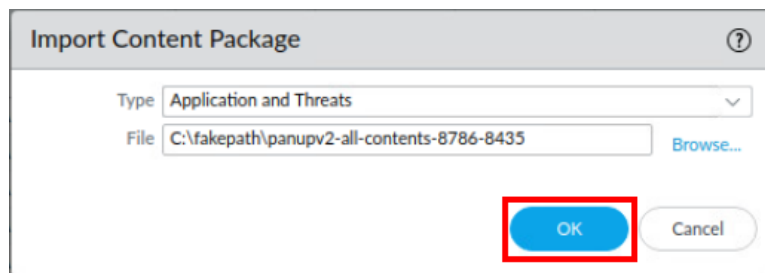 Import Content Package ?
Type Application and Threats
File C:\fakepath\panupv2-all-contents-8786-8435 Browse...
OK Cancel